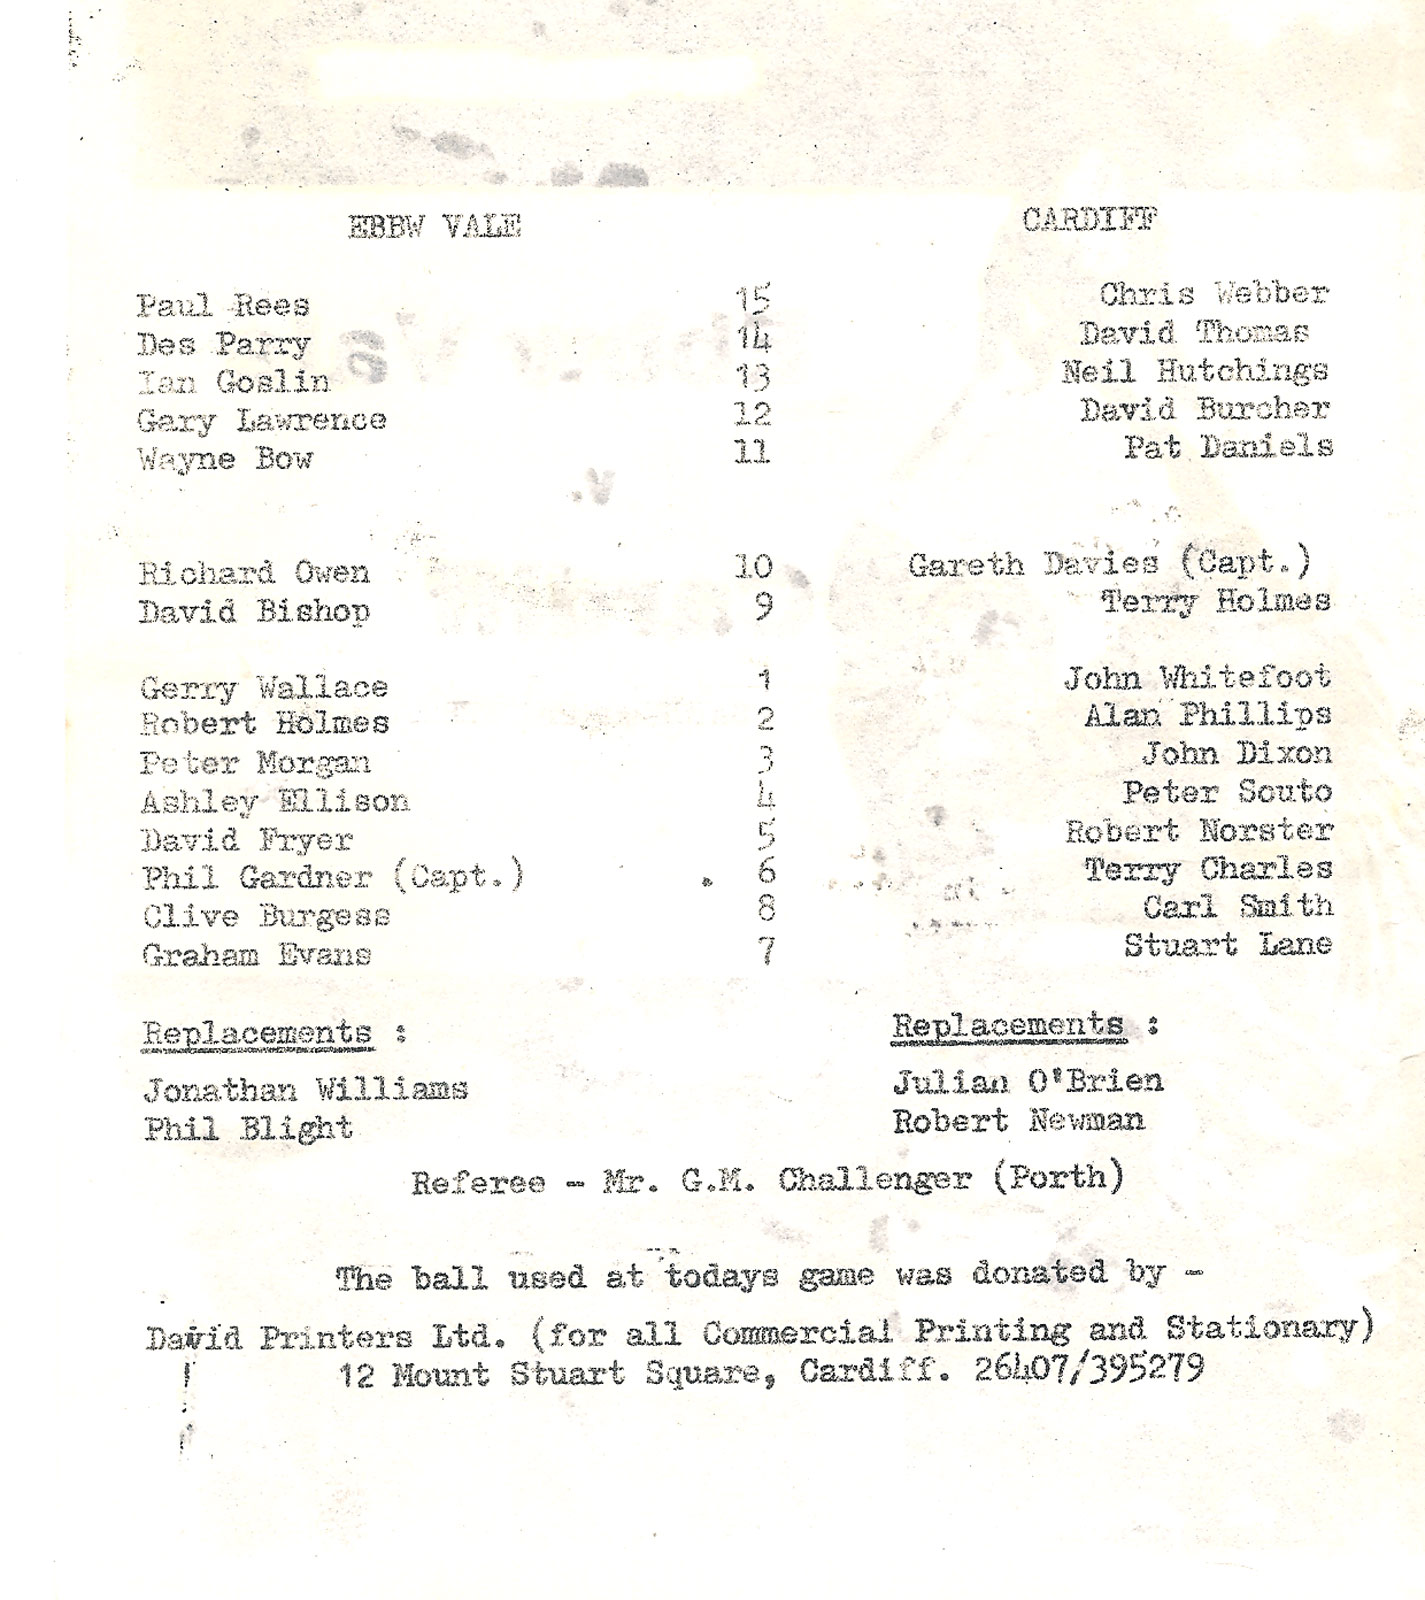 EBBW VALE CARDIFF
Paul Rees 15 Chris Webber
Des Parry 14 David Thomas
Ian Goslin 13 Neil Hutchings
Gary Lawrence 12 David Burcher
Wayne Bow 11 Pat Daniels
v.
Richard Owen 10 Gareth Davies (Capt.)
David Bishop 9 Terry Holmes
Gerry Wallace 1 John Whitefoot
Robert Holmes 2 Alan Phillips
Peter Morgan 3 John Dixon
Ashley Ellison 4 Peter Souto
David Fryer 5 Robert Norster
Phil Gardner (Capt.) . 6 Terry Charles
Clive Burgess 8 Carl Smith
Graham Evans 7 Stuart Lane
Replacements : Replacements :
Jonathan Williams Julian O'Brien
Phil Blight Robert Newman
Referee - Mr. G.M. Challenger (Porth)
The ball used at todays game was donated by -
David Printers Ltd. (for all Commercial Printing and Stationary)
12 Mount Stuart Square, Cardiff. 26407/395279